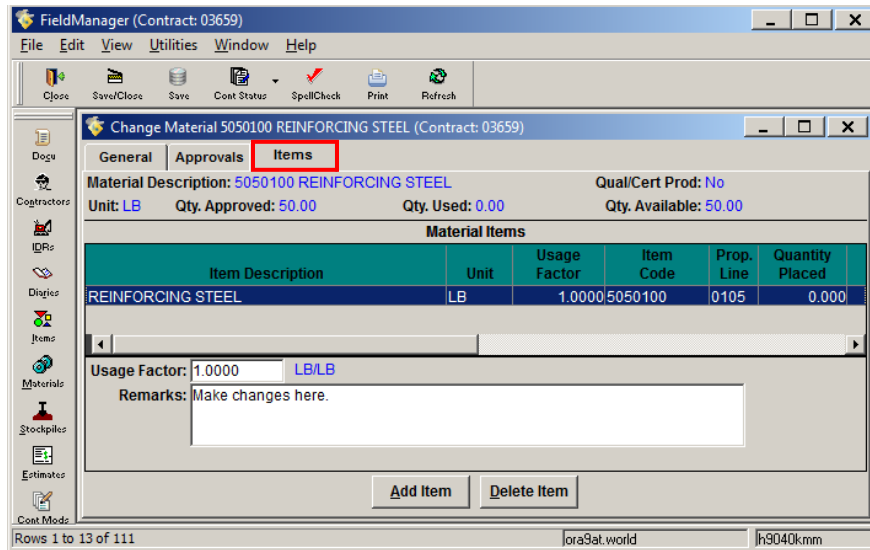 FieldManager (Contract: 03659)
File Edit View Utilities Window Help
Close Save/Close Save Cont Status SpellCheck Print Refresh
Change Material 5050100 REINFORCING STEEL (Contract: 03659)
Docu
Contractors
IDRs
Diaries
Items
Materials
Stockpiles
Estimates
Cont Mods
General Approvals Items
Material Description: 5050100 REINFORCING STEEL Qual/Cert Prod: No
Unit: LB Qty. Approved: 50.00 Qty. Used: 0.00 Qty. Available: 50.00
Material Items
Item Description Unit Usage Factor Item Code Prop. Line Quantity Placed
REINFORCING STEEL LB 1.0000 5050100 0105 0.000
Usage Factor: 1.0000 LB/LB
Remarks: Make changes here.
Add Item Delete Item
Rows 1 to 13 of 111 ora9at.world h9040kmm